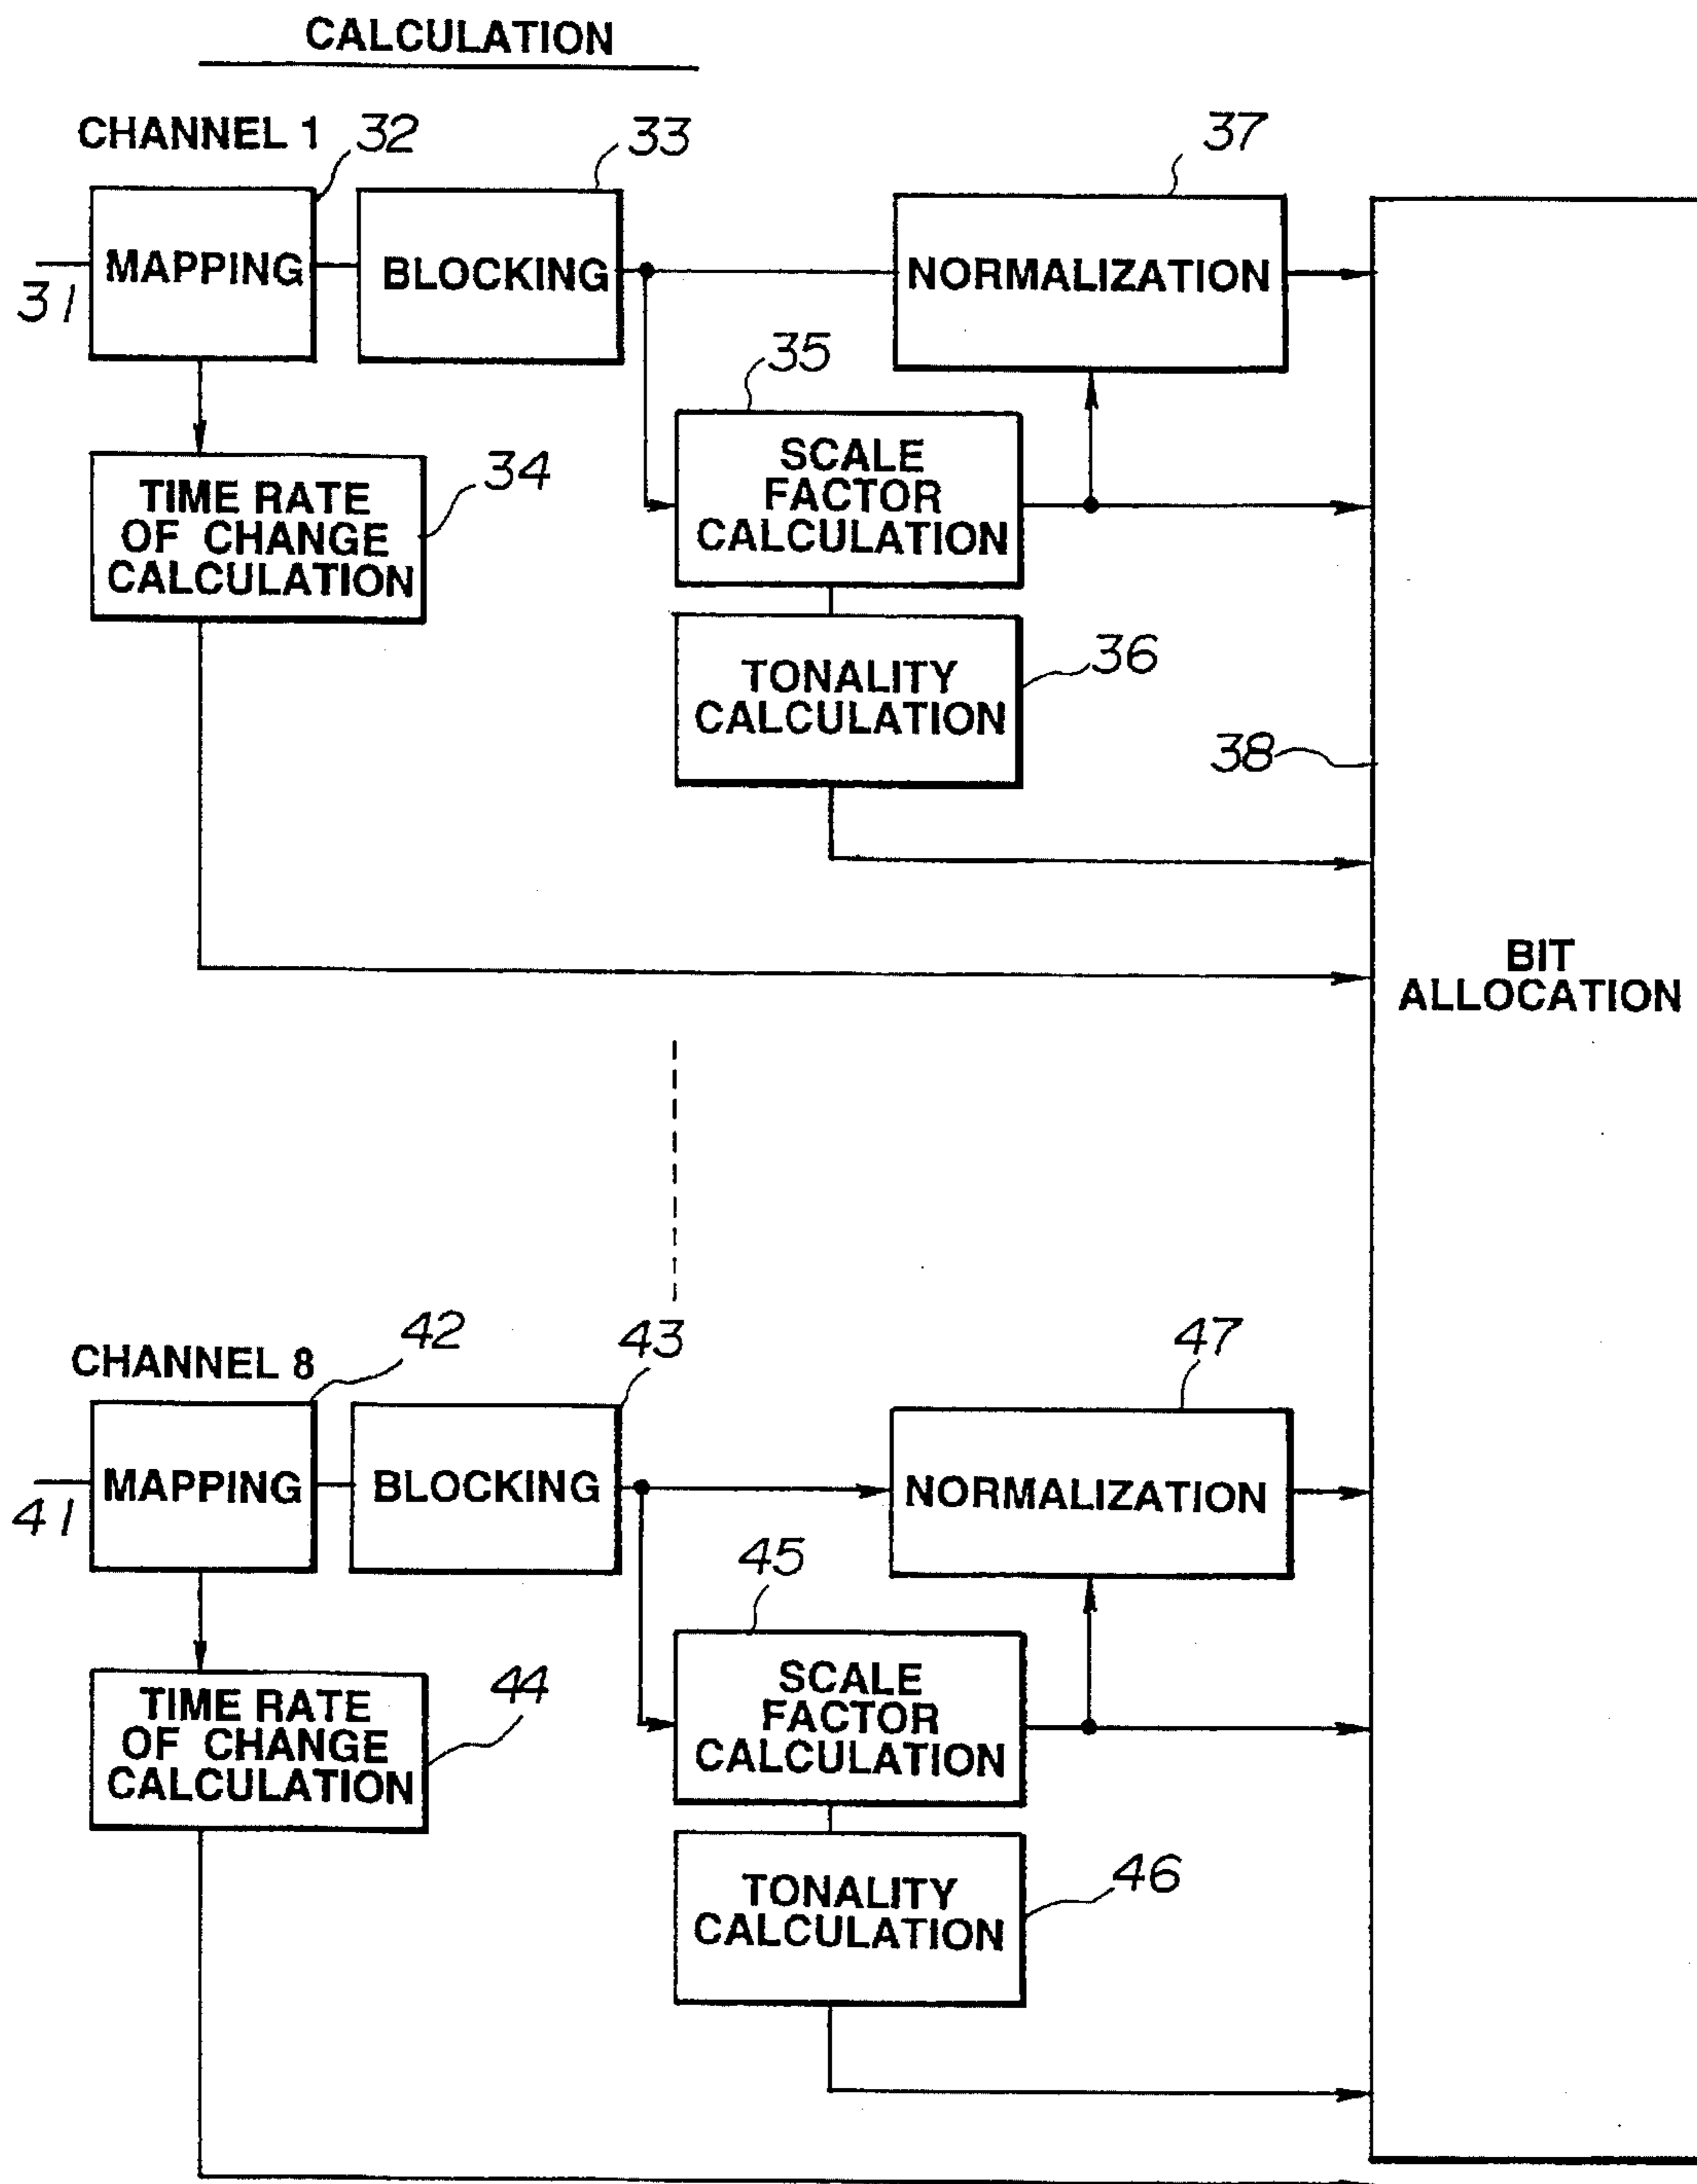 CALCULATION
CHANNEL 1
32
33
37
MAPPING
BLOCKING
NORMALIZATION
31
35
34
SCALE
FACTOR
CALCULATION
TIME RATE
OF CHANGE
CALCULATION
36
TONALITY
CALCULATION
38
BIT
ALLOCATION
CHANNEL 8
42
43
47
MAPPING
BLOCKING
NORMALIZATION
41
45
44
SCALE
FACTOR
CALCULATION
TIME RATE
OF CHANGE
CALCULATION
46
TONALITY
CALCULATION